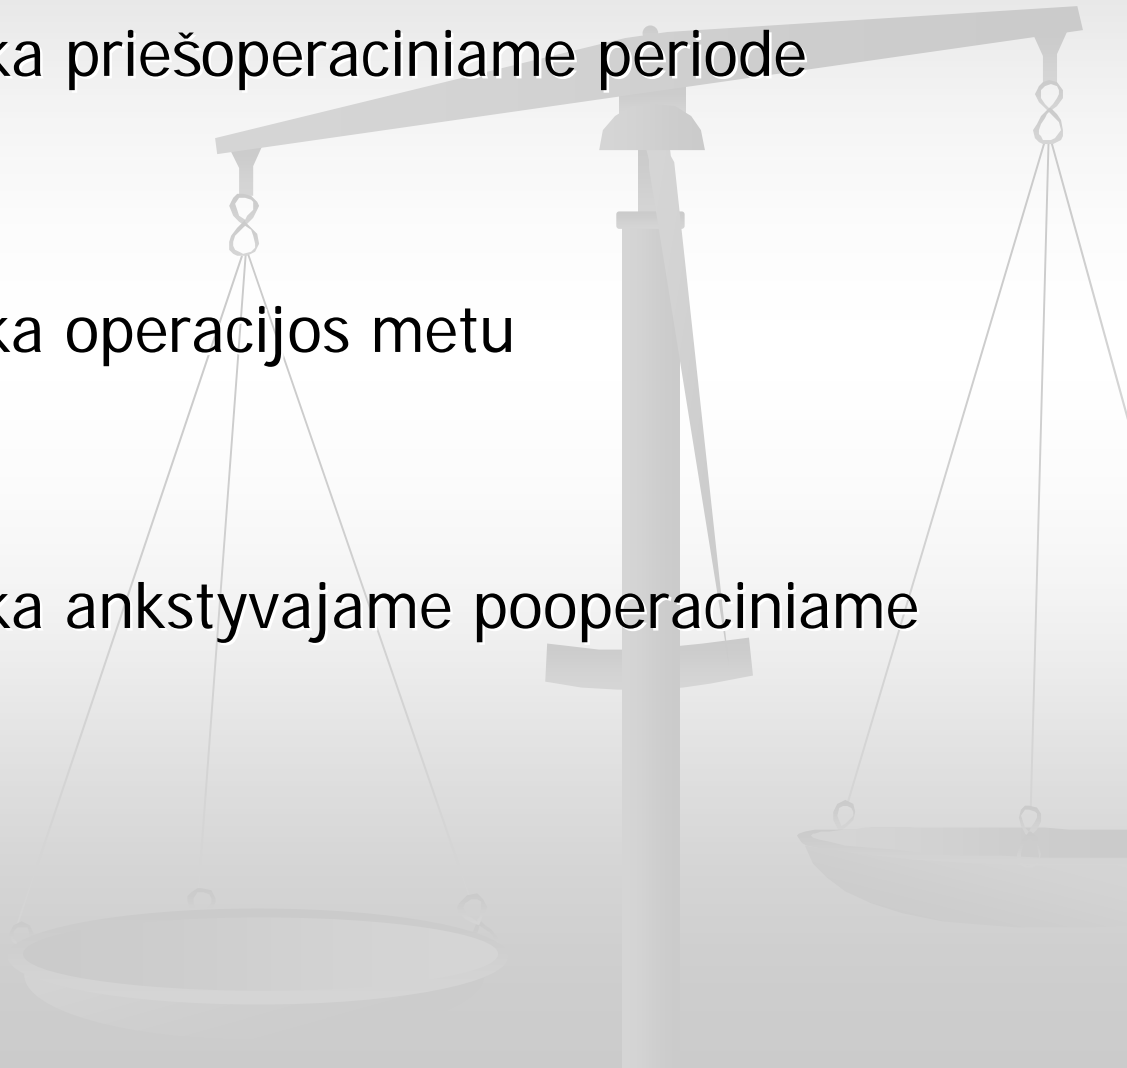 ka priešoperaciniame periode
ka operacijos metu
ka ankstyvajame pooperaciniame